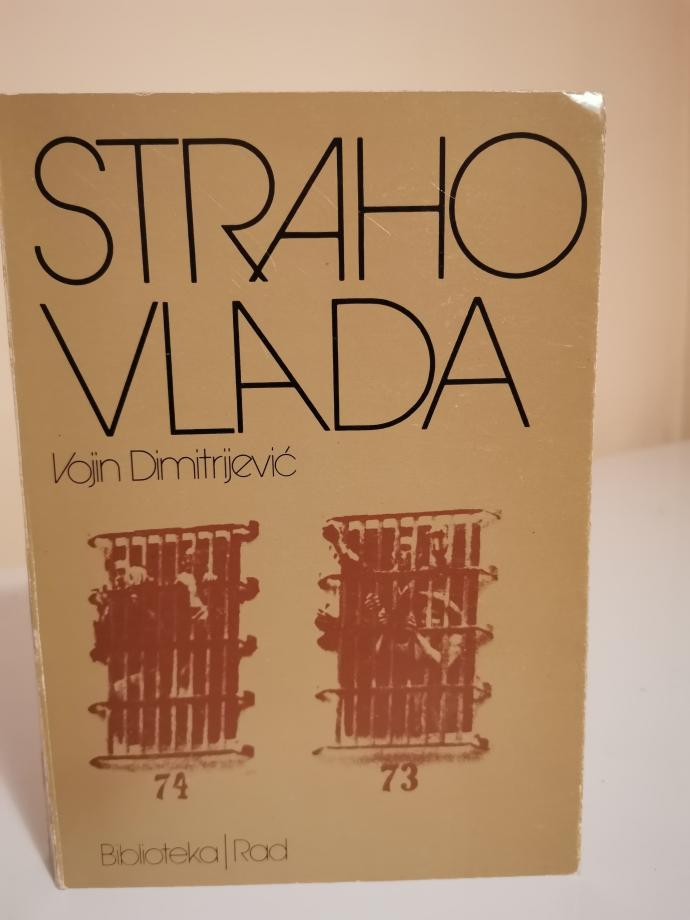 STRAHO
VLADA
Vojin Dimitrijević
74
73
Biblioteka|Rad